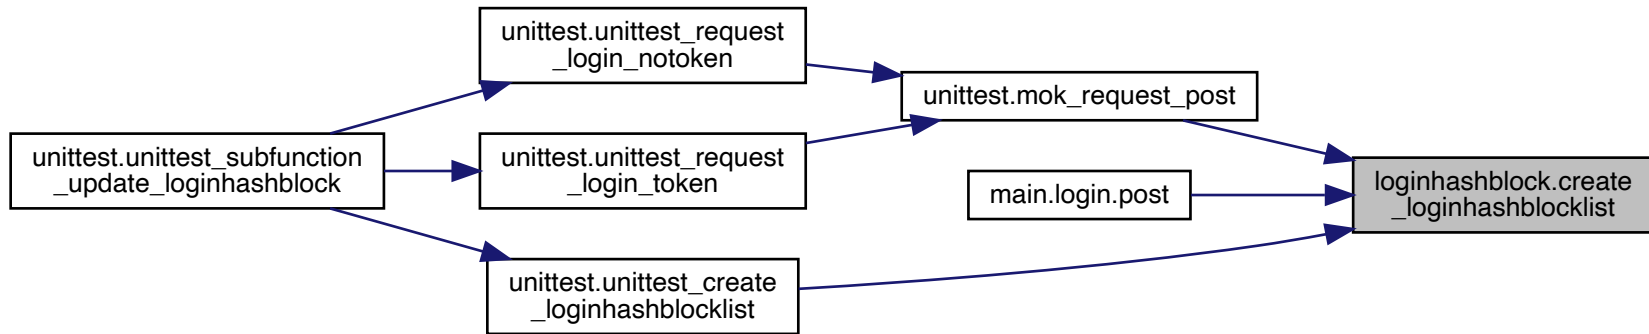 unittest.unittest_request
_login_notoken
unittest.mok_request_post
unittest.unittest_subfunction
_update_loginhashblock
unittest.unittest_request
_login_token
main.login.post
loginhashblock.create
_loginhashblocklist
unittest.unittest_create
_loginhashblocklist